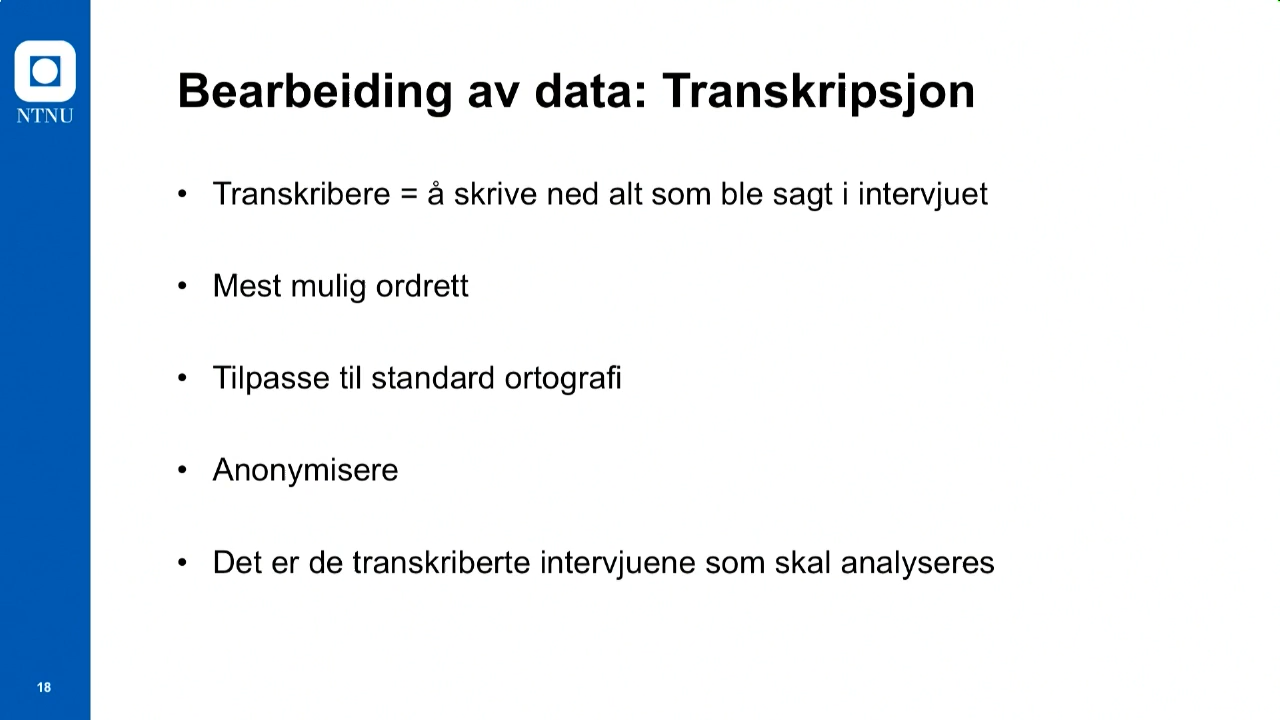 NTNU
Bearbeiding av data: Transkripsjon
• Transkribere = å skrive ned alt som ble sagt i intervjuet
• Mest mulig ordrett
• Tilpasse til standard ortografi
• Anonymisere
• Det er de transkriberte intervjuene som skal analyseres
18